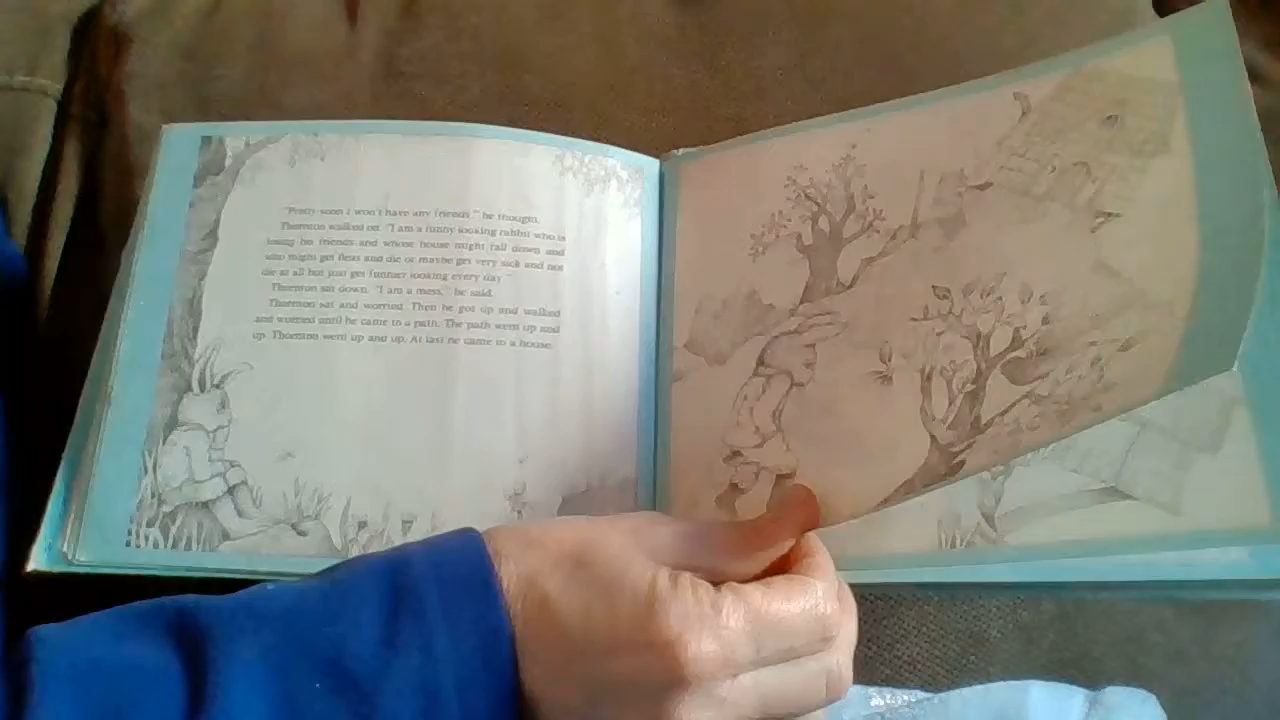 "Pretty soon I won't have any friends," he thought.
Thornton walked on. "I am a funny looking rabbit who is
losing his friends and whose house might fall down and
who might get fleas and die or maybe get very sick and not
die at all but just get funnier looking every day."
Thornton sat down. "I am a mess," he said.
Thornton sat and worried. Then he got up and walked
and worried until he came to a path. The path went up and
up. Thornton went up and up. At last he came to a house.